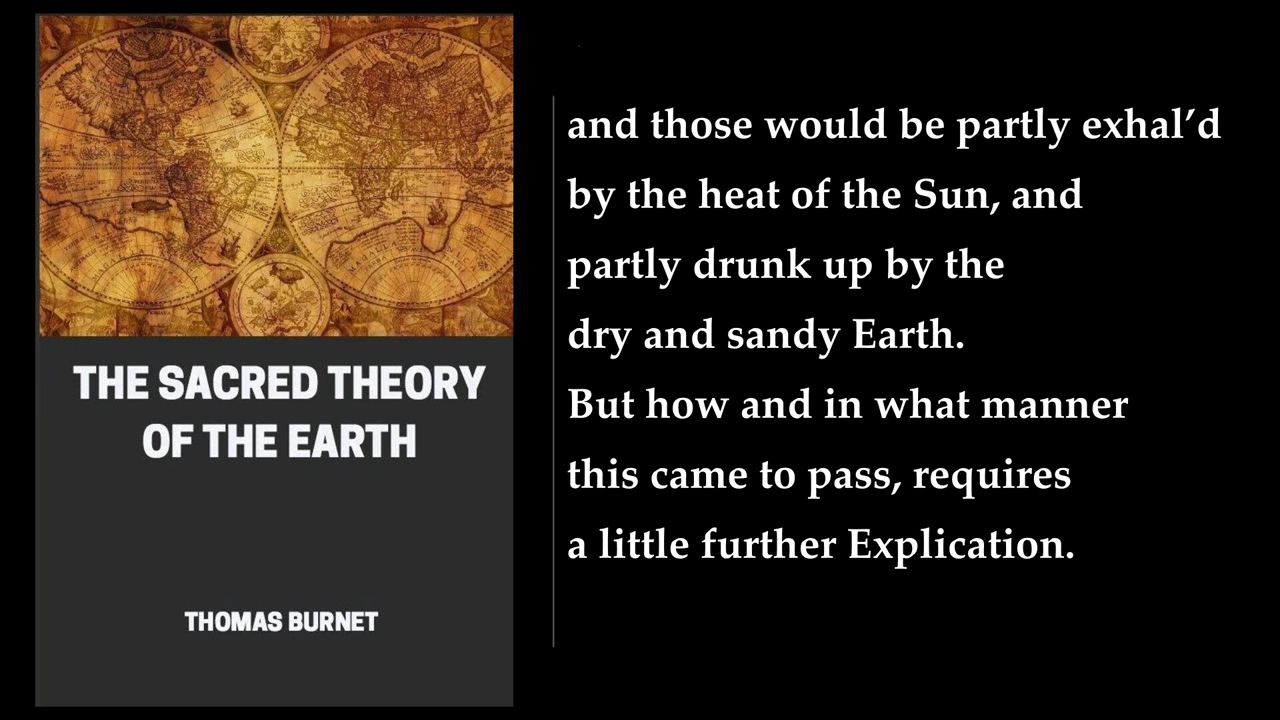 THE SACRED THEORY
OF THE EARTH
THOMAS BURNET
and those would be partly exhal’d
by the heat of the Sun, and
partly drunk up by the
dry and sandy Earth.
But how and in what manner
this came to pass, requires
a little further Explication.